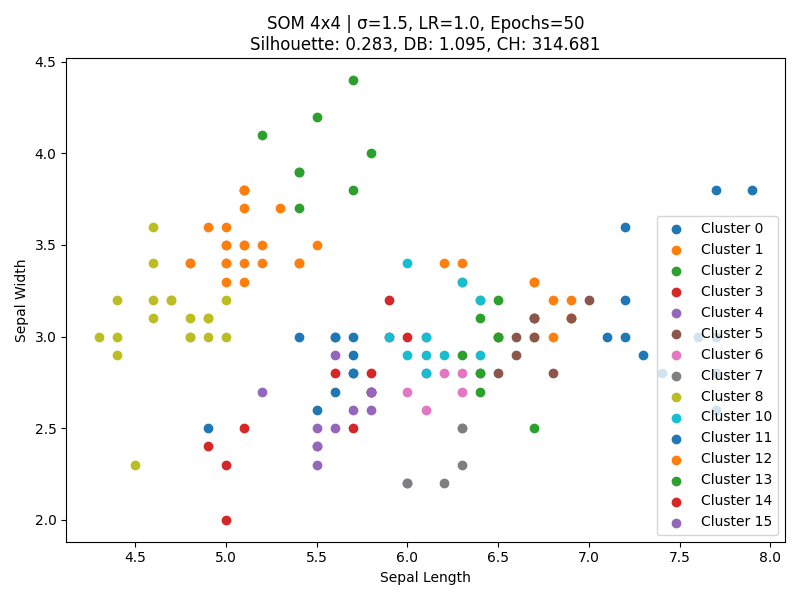 SOM 4x4 | σ=1.5, LR=1.0, Epochs=50
Silhouette: 0.283, DB: 1.095, CH: 314.681
4.5
4.0
3.5
3.0
2.5
2.0
Sepal Width
Cluster 0
Cluster 1
Cluster 2
Cluster 3
Cluster 4
Cluster 5
Cluster 6
Cluster 7
Cluster 8
Cluster 10
Cluster 11
Cluster 12
Cluster 13
Cluster 14
Cluster 15
4.5 5.0 5.5 6.0 6.5 7.0 7.5 8.0
Sepal Length